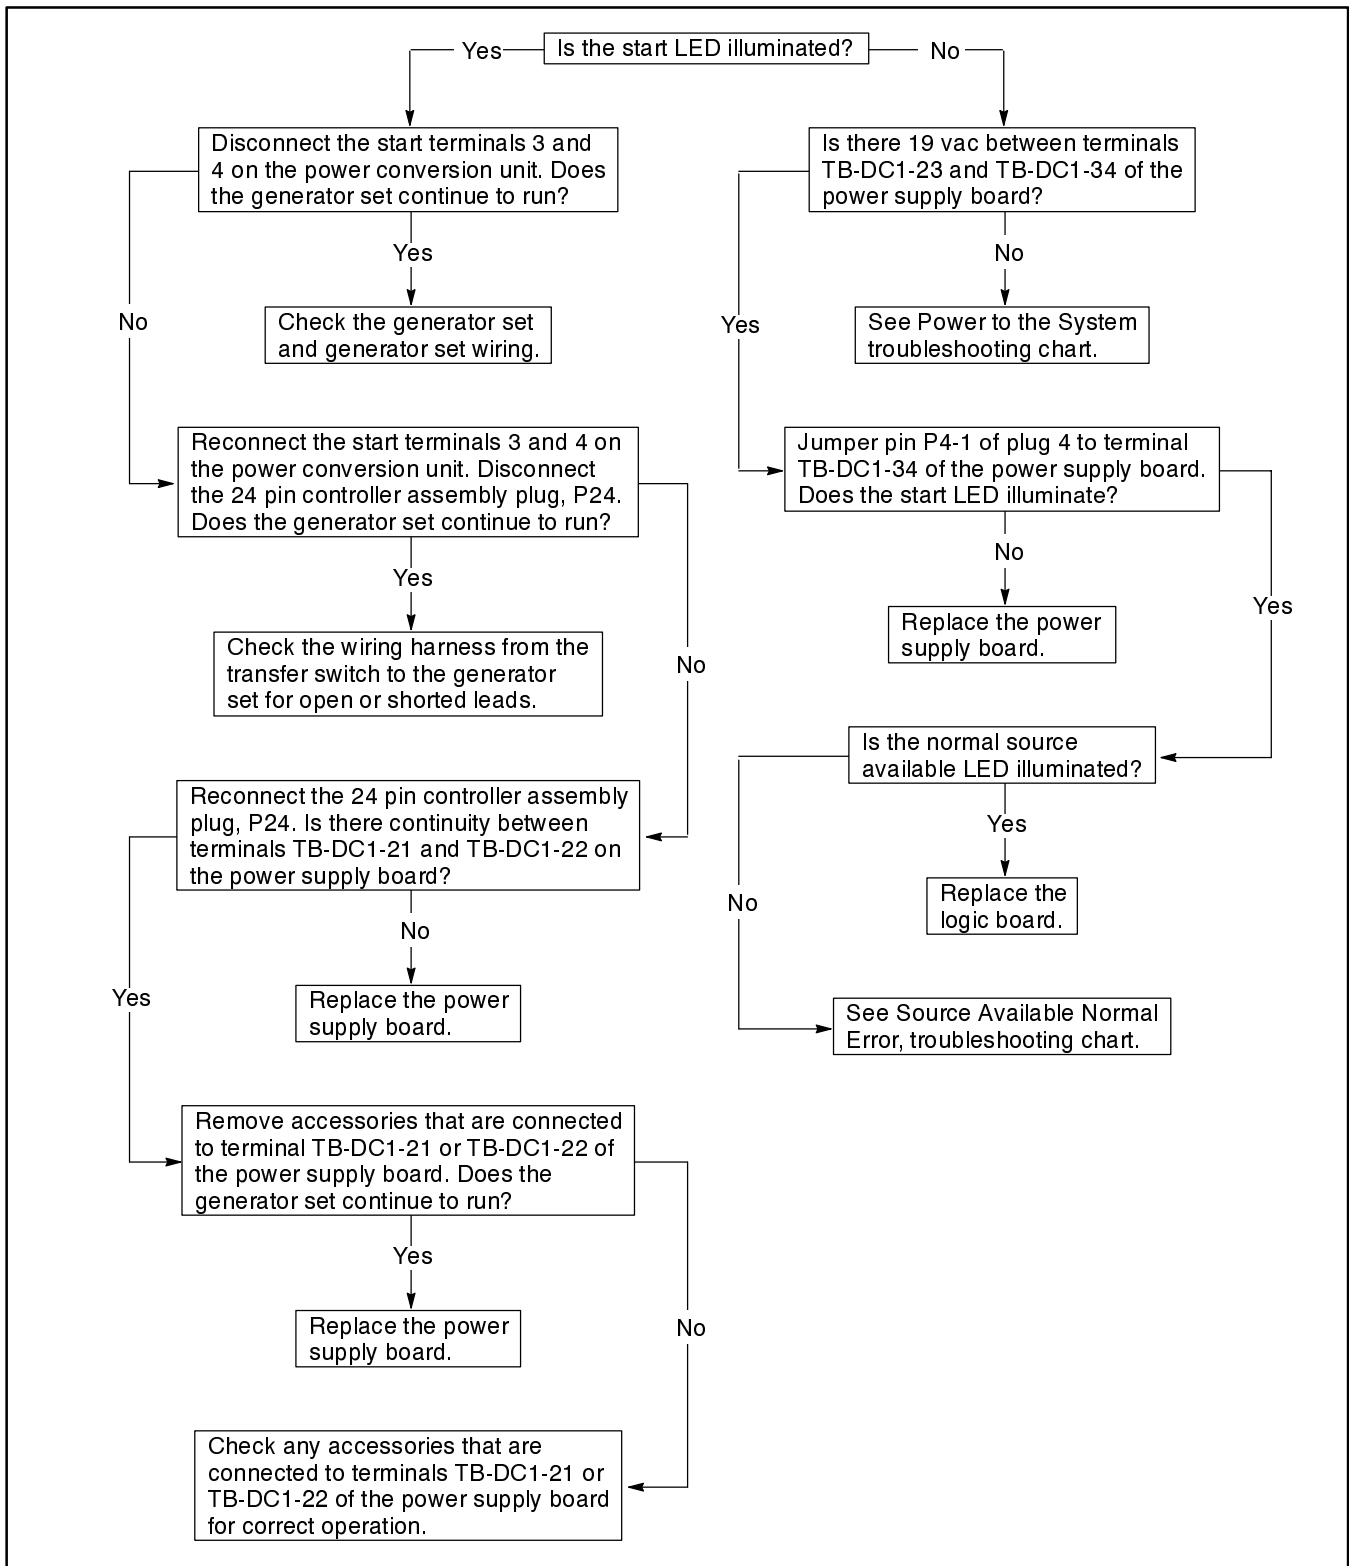 Is the start LED illuminated?
Yes
No
Disconnect the start terminals 3 and
4 on the power conversion unit. Does
the generator set continue to run?
Yes
No
Check the generator set
and generator set wiring.
Reconnect the start terminals 3 and 4 on
the power conversion unit. Disconnect
the 24 pin controller assembly plug, P24.
Does the generator set continue to run?
Yes
No
Check the wiring harness from the
transfer switch to the generator
set for open or shorted leads.
Reconnect the 24 pin controller assembly
plug, P24. Is there continuity between
terminals TB-DC1-21 and TB-DC1-22 on
the power supply board?
No
Yes
Replace the power
supply board.
Remove accessories that are connected
to terminal TB-DC1-21 or TB-DC1-22 of
the power supply board. Does the
generator set continue to run?
Yes
No
Replace the power
supply board.
Check any accessories that are
connected to terminals TB-DC1-21 or
TB-DC1-22 of the power supply board
for correct operation.
Is there 19 vac between terminals
TB-DC1-23 and TB-DC1-34 of the
power supply board?
No
Yes
See Power to the System
troubleshooting chart.
Jumper pin P4-1 of plug 4 to terminal
TB-DC1-34 of the power supply board.
Does the start LED illuminate?
No
Yes
Replace the power
supply board.
Is the normal source
available LED illuminated?
Yes
No
Replace the
logic board.
See Source Available Normal
Error, troubleshooting chart.